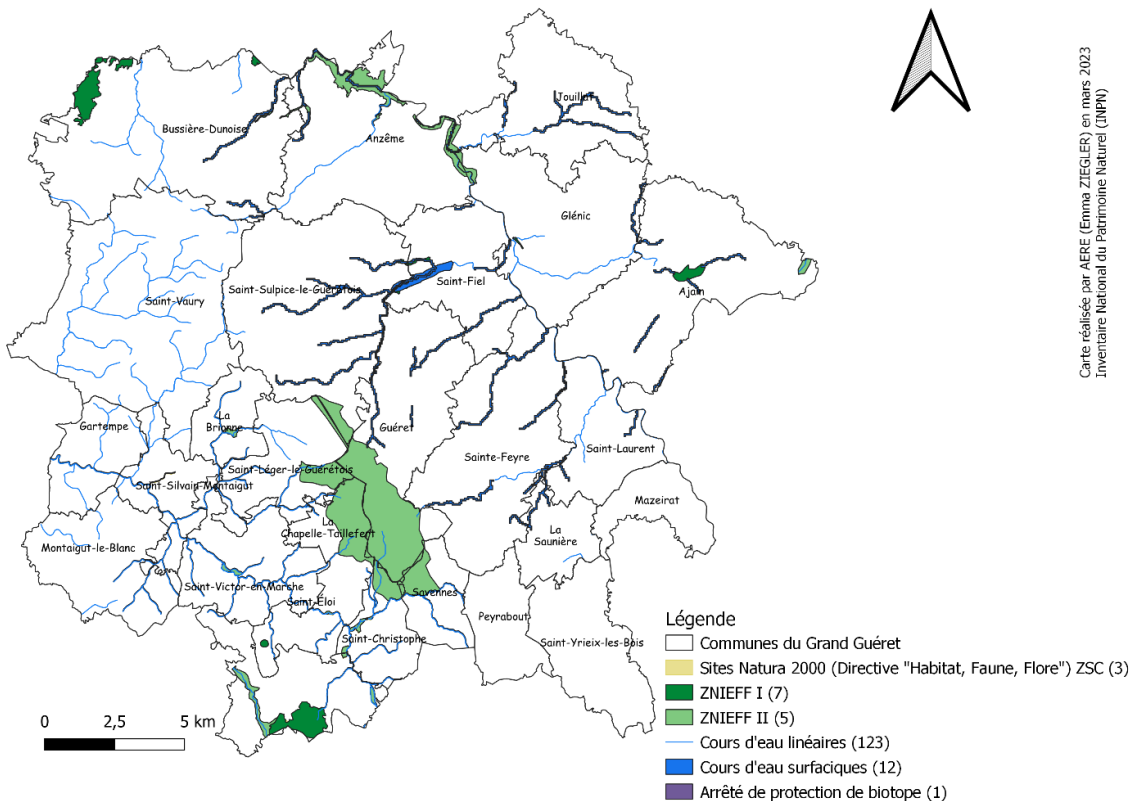 Jouillat
Bussière-Dunoise
Anzême
Glénic
Saint-Vaury
Saint-Sulpice-le-Guérétois
Saint-Fiel
Ajain
Gartempe
La
Brionne
Guéret
Sainte-Feyre
Saint-Laurent
Saint-Léger-le-Guérétois
Saint-Silvain-Montaigut
Mazeirat
La
Chapelle-Taillefert
La
Saunière
Montaigut-le-Blanc
Saint-Victor-en-Marche
Saint-Éloi
Savennes
Peyrabout
Saint-Christophe
Saint-Yrieix-les-Bois
0 2,5 5 km
Légende
Communes du Grand Guéret
Sites Natura 2000 (Directive "Habitat, Faune, Flore") ZSC (3)
ZNIEFF I (7)
ZNIEFF II (5)
Cours d'eau linéaires (123)
Cours d'eau surfaciques (12)
Arrêté de protection de biotope (1)
Carte réalisée par AERE (Emma ZIEGLER) en mars 2023
Inventaire National du Patrimoine Naturel (INPN)